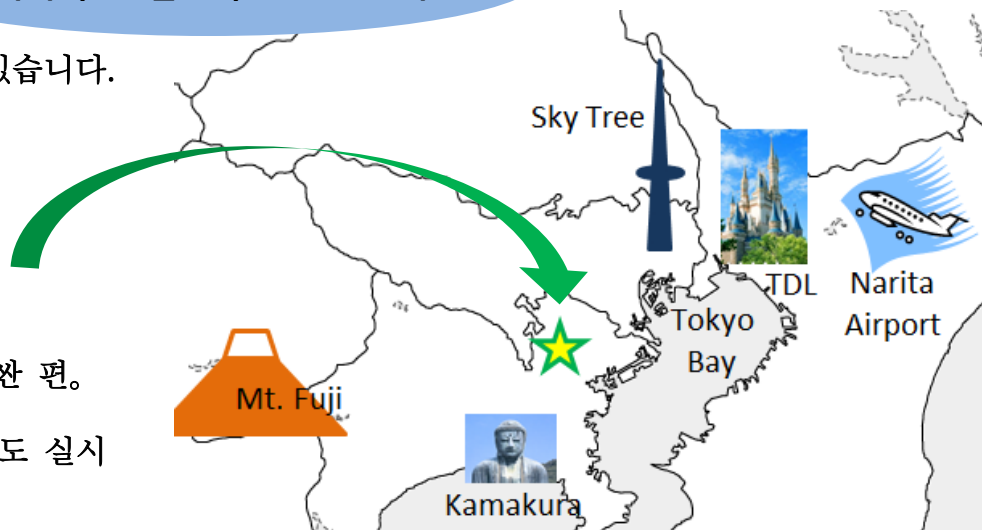 있습니다.
Sky Tree
TDL
Narita
Airport
Tokyo
Bay
싼 편。
Mt. Fuji
도 실시
Kamakura